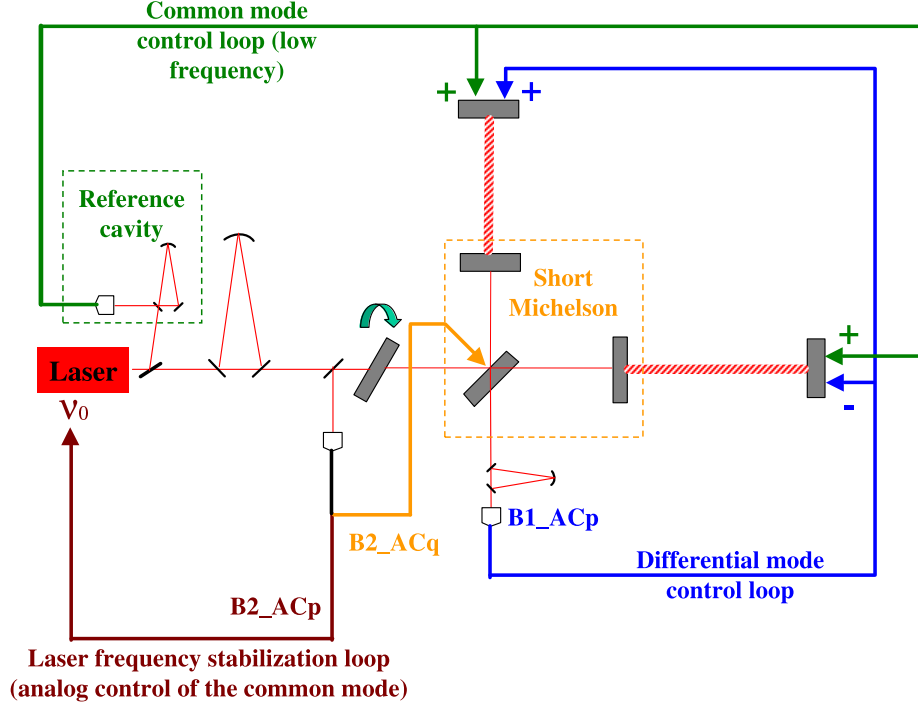 Common mode
control loop (low
frequency)
+
+
Reference
cavity
Short
Michelson
Laser
ν0
+
-
B1_ACp
B2_ACq
Differential mode
control loop
B2_ACp
Laser frequency stabilization loop
(analog control of the common mode)